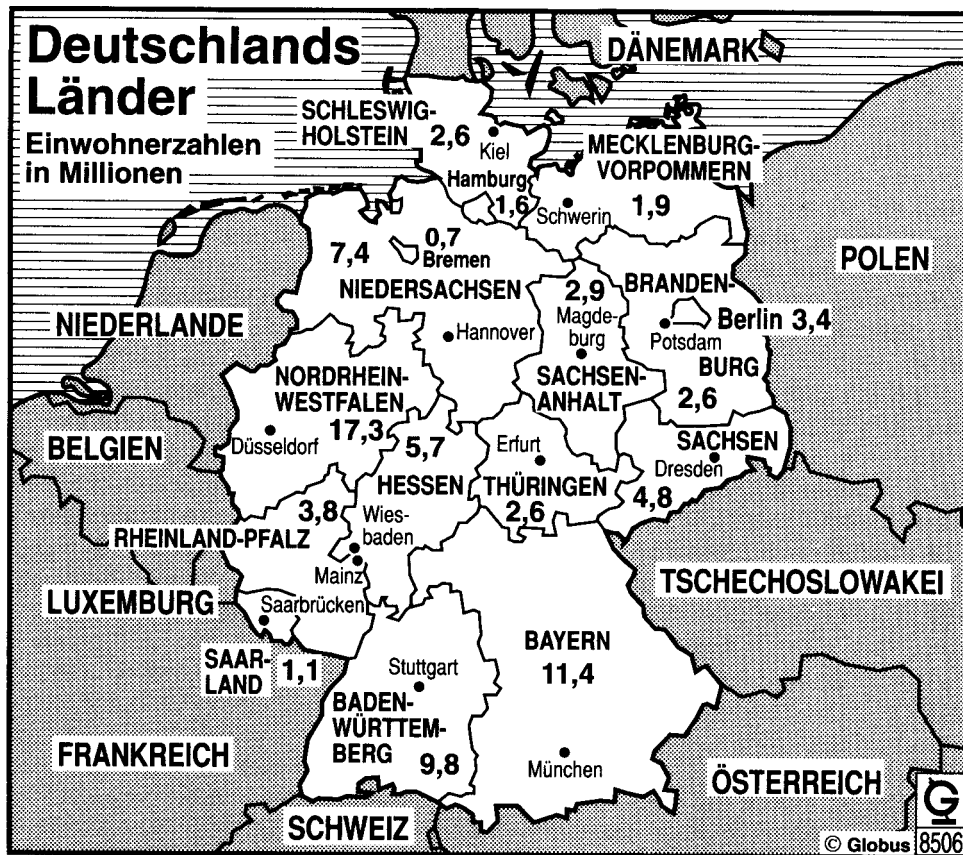 Deutschlands
Länder
Einwohnerzahlen
in Millionen
DÄNEMARK
SCHLESWIG-
HOLSTEIN 2,6
Kiel
MECKLENBURG-
VORPOMMERN
Hamburg
1,6
Schwerin
1,9
7,4
0,7
Bremen
POLEN
NIEDERSACHSEN
2,9
BRANDEN-
NIEDERLANDE
Hannover
Magde-
burg
Berlin 3,4
Potsdam
BURG
2,6
NORDRHEIN-
WESTFALEN
17,3
Düsseldorf
SACHSEN-
ANHALT
BELGIEN
5,7
HESSEN
Erfurt
THÜRINGEN
2,6
SACHSEN
Dresden
4,8
3,8
RHEINLAND-PFALZ
Wies-
baden
Mainz
TSCHECHOSLOWAKEI
LUXEMBURG
Saarbrücken
SAAR-
LAND
1,1
BAYERN
11,4
Stuttgart
BADEN-
WÜRTTEM-
BERG
9,8
München
FRANKREICH
ÖSTERREICH
SCHWEIZ
G
© Globus 8506